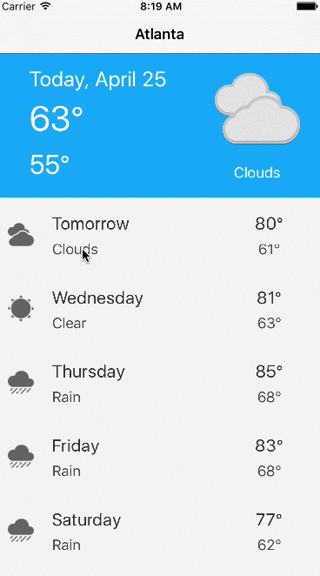 Carrier 8:19 AM
Atlanta
Today, April 25
63°
55°
Clouds
Tomorrow 80°
Clouds 61°
Wednesday 81°
Clear 63°
Thursday 85°
Rain 68°
Friday 83°
Rain 68°
Saturday 77°
Rain 62°